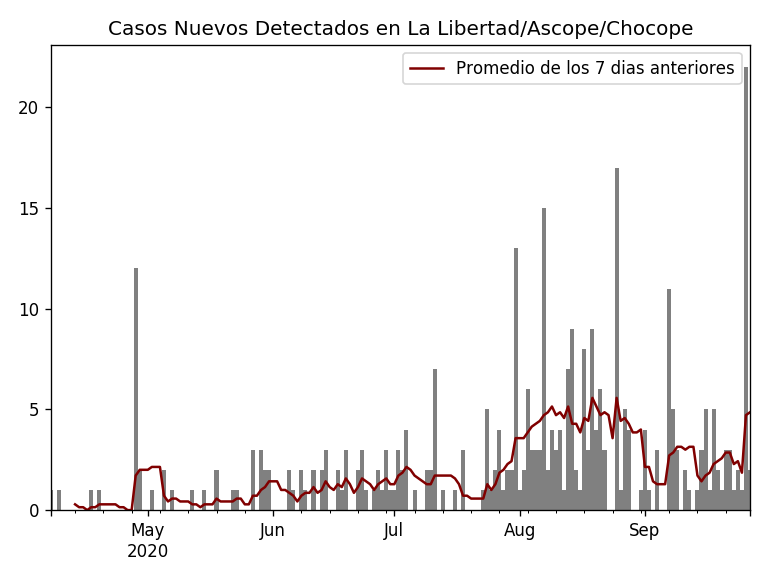 Casos Nuevos Detectados en La Libertad/Ascope/Chocope
Promedio de los 7 dias anteriores
20
15
10
5
0
May Jun Jul Aug Sep
2020